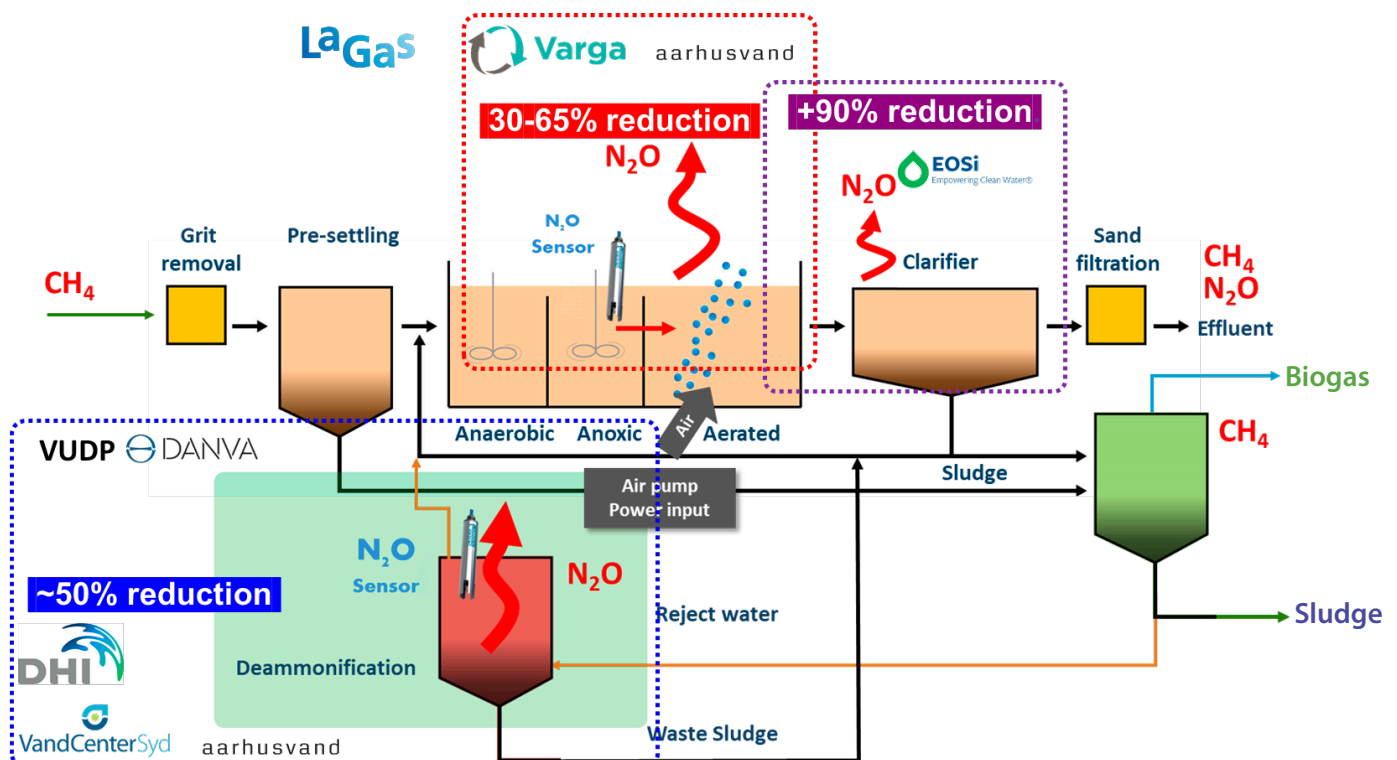 LaGas
Varga
aarhusvand
30-65% reduction
+90% reduction
N₂O
EOSi
Empowering Clean Water®
N₂O
N₂O
Sensor
Grit
removal
Pre-settling
Clarifier
Sand
filtration
CH₄
CH₄
N₂O
Effluent
Biogas
CH₄
Anaerobic
Anoxic
Air
Aerated
VUDP
DANVA
Sludge
Air pump
Power input
N₂O
Sensor
N₂O
~50% reduction
Reject water
Sludge
DHI
Deammonification
VandCenterSyd
aarhusvand
Waste Sludge